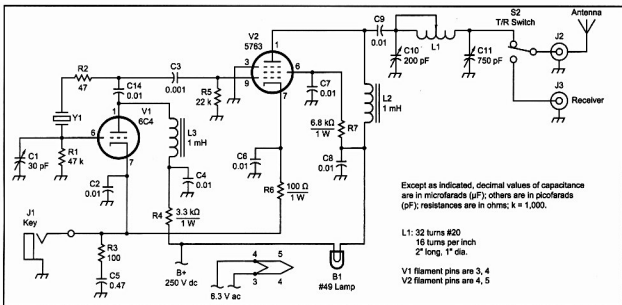 C9
0.01
S2
T/R Switch
Antenna
J2
J3
Receiver
L1
C10
200 pF
C11
750 pF
V2
5763
1
3
9
6
7
R2
47
C3
0.001
C14
0.01
R5
22 k
C7
0.01
L2
1 mH
Y1
V1
6C4
1
6
7
L3
1 mH
6.8 kΩ
1 W
R7
C1
30 pF
R1
47 k
C2
0.01
C4
0.01
C6
0.01
C8
0.01
R6
100 Ω
1 W
R4
3.3 kΩ
1 W
J1
Key
R3
100
C5
0.47
B+
250 V dc
6.3 V ac
4
5
3
4
B1
#49 Lamp
Except as indicated, decimal values of capacitance
are in microfarads (µF); others are in picofarads
(pF); resistances are in ohms; k = 1,000.
L1: 32 turns #20
16 turns per inch
2" long, 1" dia.
V1 filament pins are 3, 4
V2 filament pins are 4, 5